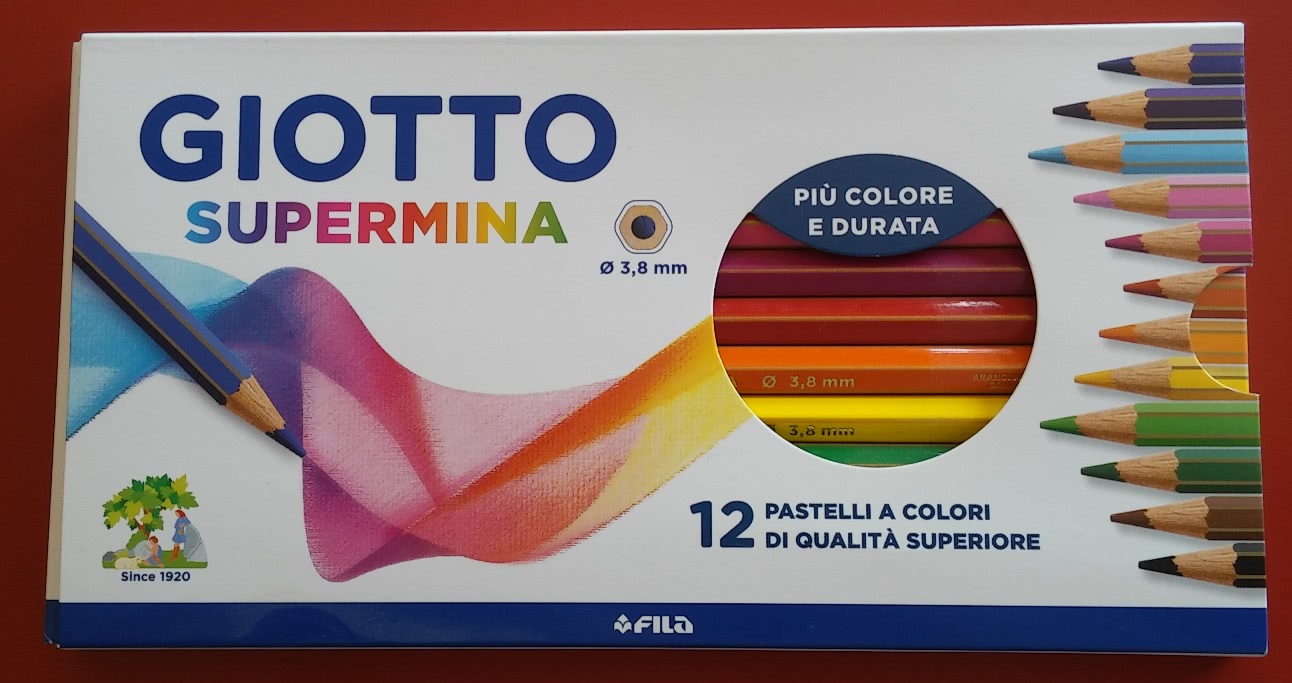 GIOTTO
SUPERMINA
Ø 3,8 mm
PIÙ COLORE
E DURATA
Ø 3,8 mm
3,8 mm
12 PASTELLI A COLORI
DI QUALITÀ SUPERIORE
Since 1920
FILA